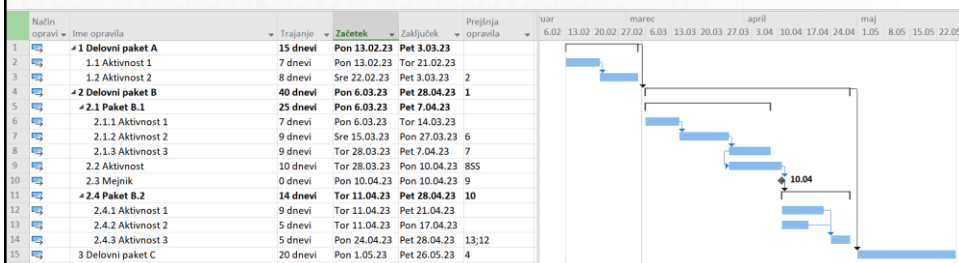 Način Prejšnja uar marec april maj
opravi Ime opravila Trajanje Začetek Zaključek opravila 6.02 13.02 20.02 27.02 6.03 13.03 20.03 27.03 3.04 10.04 17.04 24.04 1.05 8.05 15.05 22.05
1 1 Delovni paket A 15 dnevi Pon 13.02.23 Pet 3.03.23
2 1.1 Aktivnost 1 7 dnevi Pon 13.02.23 Tor 21.02.23
3 1.2 Aktivnost 2 8 dnevi Sre 22.02.23 Pet 3.03.23 2
4 2 Delovni paket B 40 dnevi Pon 6.03.23 Pet 28.04.23 1
5 2.1 Paket B.1 25 dnevi Pon 6.03.23 Pet 7.04.23
6 2.1.1 Aktivnost 1 7 dnevi Pon 6.03.23 Tor 14.03.23
7 2.1.2 Aktivnost 2 9 dnevi Sre 15.03.23 Pon 27.03.23 6
8 2.1.3 Aktivnost 3 9 dnevi Tor 28.03.23 Pet 7.04.23 7
9 2.2 Aktivnost 10 dnevi Tor 28.03.23 Pon 10.04.23 8SS
10 2.3 Mejnik 0 dnevi Pon 10.04.23 Pon 10.04.23 9 10.04
11 2.4 Paket B.2 14 dnevi Tor 11.04.23 Pet 28.04.23 10
12 2.4.1 Aktivnost 1 9 dnevi Tor 11.04.23 Pet 21.04.23
13 2.4.2 Aktivnost 2 5 dnevi Tor 11.04.23 Pon 17.04.23
14 2.4.3 Aktivnost 3 5 dnevi Pon 24.04.23 Pet 28.04.23 13;12
15 3 Delovni paket C 20 dnevi Pon 1.05.23 Pet 26.05.23 4